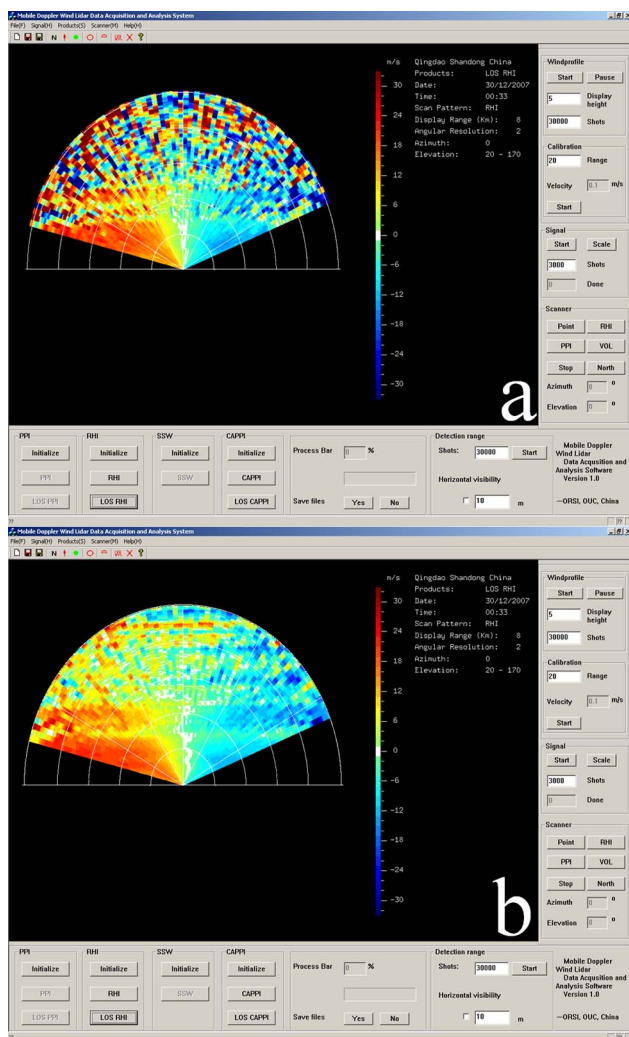 Mobile Doppler Wind Lidar Data Acquisition and Analysis System
File(F) Signal(H) Products(S) Scanner(M) Help(H)
N
m/s
30
24
18
12
6
0
-6
-12
-18
-24
-30
Qingdao Shandong China
Products: LOS RHI
Date: 30/12/2007
Time: 00:33
Scan Pattern: RHI
Display Range (Km): 8
Angular Resolution: 2
Azimuth: 0
Elevation: 20 - 170
a
Windprofile
Start Pause
5 Display height
30000 Shots
Calibration
20 Range
Velocity 0.1 m/s
Start
Signal
Start Scale
3000 Shots
0 Done
Scanner
Point RHI
PPI VOL
Stop North
Azimuth 0 °
Elevation 0 °
PPI
Initialize
PPI
LOS PPI
RHI
Initialize
RHI
LOS RHI
SSW
Initialize
SSW
CAPPI
Initialize
CAPPI
LOS CAPPI
Process Bar 0 %
Save files Yes No
Detection range
Shots: 30000 Start
Horizontal visibility
10 m
Mobile Doppler
Wind Lidar
Data Acqusition and
Analysis Software
Version 1.0
—ORSI, OUC, China
??
??
Mobile Doppler Wind Lidar Data Acquisition and Analysis System
File(F) Signal(H) Products(S) Scanner(M) Help(H)
N
m/s
30
24
18
12
6
0
-6
-12
-18
-24
-30
Qingdao Shandong China
Products: LOS RHI
Date: 30/12/2007
Time: 00:33
Scan Pattern: RHI
Display Range (Km): 8
Angular Resolution: 2
Azimuth: 0
Elevation: 20 - 170
b
Windprofile
Start Pause
5 Display height
30000 Shots
Calibration
20 Range
Velocity 0.1 m/s
Start
Signal
Start Scale
3000 Shots
0 Done
Scanner
Point RHI
PPI VOL
Stop North
Azimuth 0 °
Elevation 0 °
PPI
Initialize
PPI
LOS PPI
RHI
Initialize
RHI
LOS RHI
SSW
Initialize
SSW
CAPPI
Initialize
CAPPI
LOS CAPPI
Process Bar 0 %
Save files Yes No
Detection range
Shots: 30000 Start
Horizontal visibility
10 m
Mobile Doppler
Wind Lidar
Data Acqusition and
Analysis Software
Version 1.0
—ORSI, OUC, China
??
??